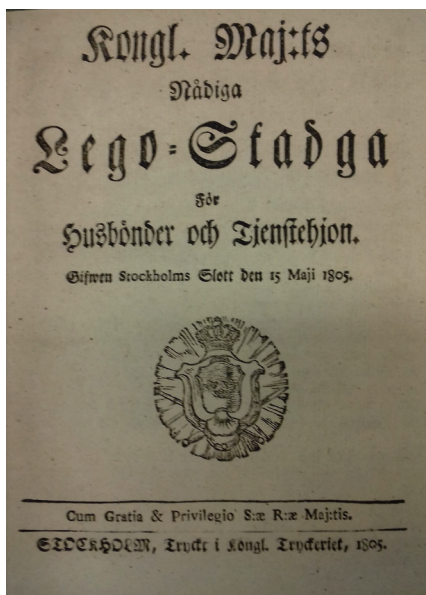 Kongl. Maj:ts
Nådiga
Lego-Stadga
För
Husbönder och Tjenstehjon.
Gifwen Stockholms Slott den 15 Maji 1805.
Cum Gratia & Privilegio S:æ R:æ Maj:tis.
STOCKHOLM, Tryckt i Kongl. Tryckeriet, 1805.